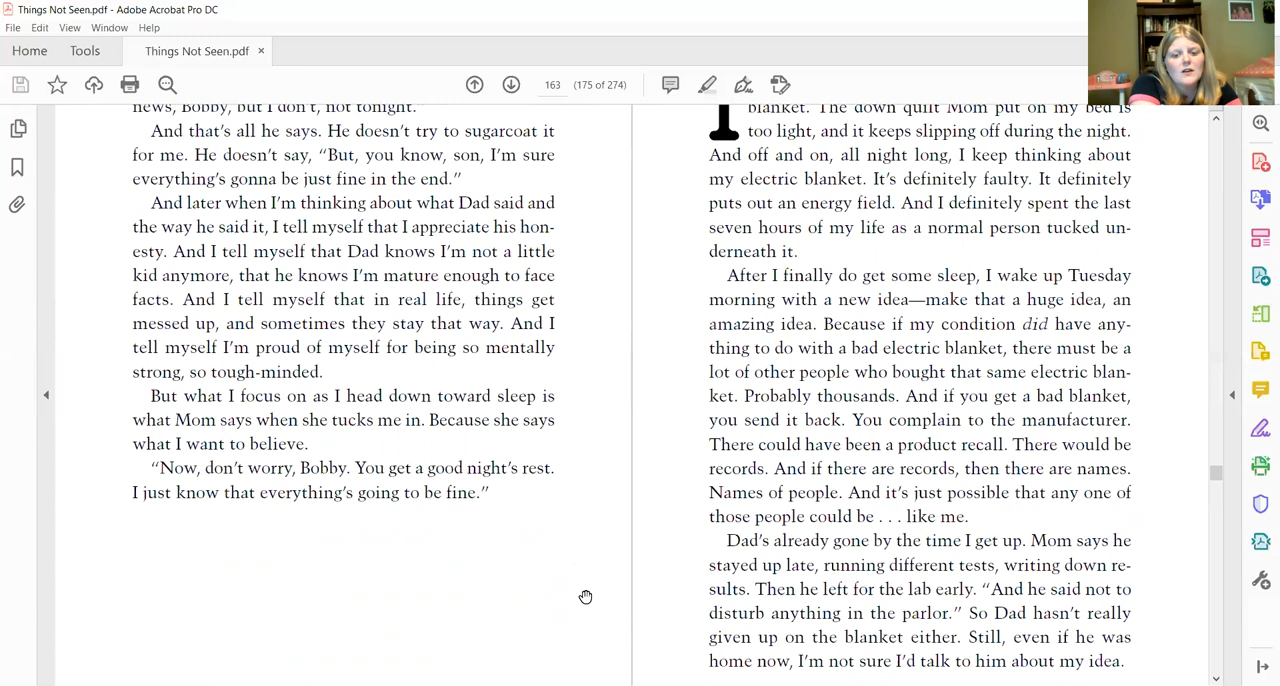 Things Not Seen.pdf - Adobe Acrobat Pro DC
File Edit View Window Help
Home Tools Things Not Seen.pdf ×
163 (175 of 274)
news, Bobby, but I don't, not tonight."
And that's all he says. He doesn't try to sugarcoat it
for me. He doesn't say, “But, you know, son, I'm sure
everything's gonna be just fine in the end.”
And later when I'm thinking about what Dad said and
the way he said it, I tell myself that I appreciate his hon-
esty. And I tell myself that Dad knows I'm not a little
kid anymore, that he knows I'm mature enough to face
facts. And I tell myself that in real life, things get
messed up, and sometimes they stay that way. And I
tell myself I'm proud of myself for being so mentally
strong, so tough-minded.
But what I focus on as I head down toward sleep is
what Mom says when she tucks me in. Because she says
what I want to believe.
“Now, don't worry, Bobby. You get a good night's rest.
I just know that everything's going to be fine.”
I blanket. The down quilt Mom put on my bed is
too light, and it keeps slipping off during the night.
And off and on, all night long, I keep thinking about
my electric blanket. It's definitely faulty. It definitely
puts out an energy field. And I definitely spent the last
seven hours of my life as a normal person tucked un-
derneath it.
After I finally do get some sleep, I wake up Tuesday
morning with a new idea—make that a huge idea, an
amazing idea. Because if my condition did have any-
thing to do with a bad electric blanket, there must be a
lot of other people who bought that same electric blan-
ket. Probably thousands. And if you get a bad blanket,
you send it back. You complain to the manufacturer.
There could have been a product recall. There would be
records. And if there are records, then there are names.
Names of people. And it's just possible that any one of
those people could be . . . like me.
Dad's already gone by the time I get up. Mom says he
stayed up late, running different tests, writing down re-
sults. Then he left for the lab early. “And he said not to
disturb anything in the parlor.” So Dad hasn't really
given up on the blanket either. Still, even if he was
home now, I'm not sure I'd talk to him about my idea.